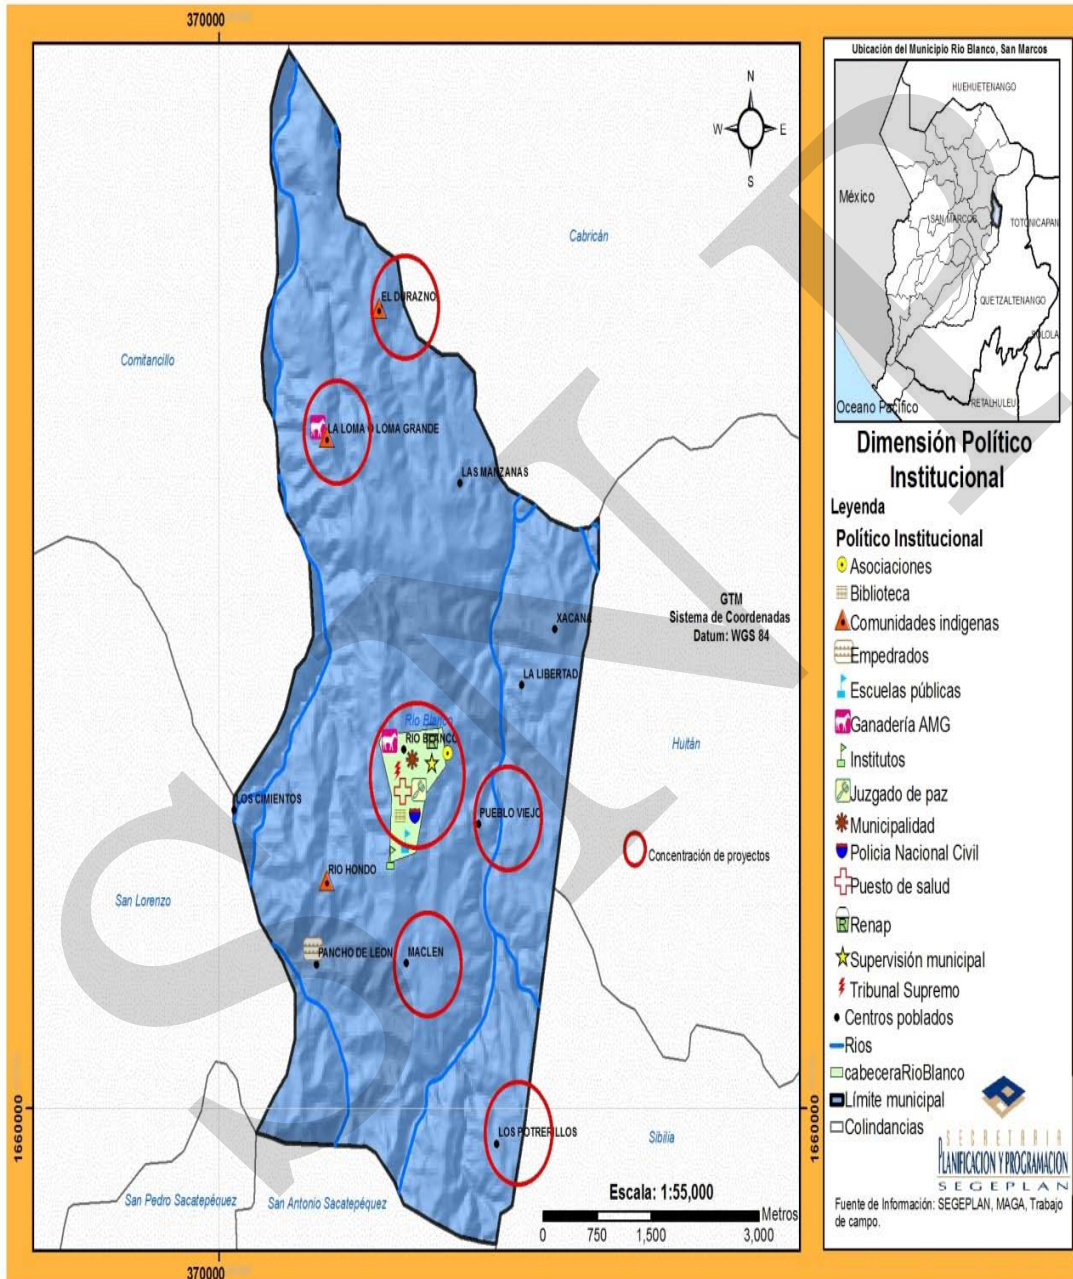 370000
Ubicación del Municipio Rio Blanco, San Marcos
HUEHUETENANGO
México
SAN MARCOS
TOTONICAPAN
QUETZALTENANGO
SOLOLA
RETALHULEU
Oceano Pacífico
N
W
E
S
Cabricán
EL DURAZNO
Comitancillo
LA LOMA O LOMA GRANDE
LAS MANZANAS
GTM
Sistema de Coordenadas
Datum: WGS 84
XACANA
LA LIBERTAD
Rio Blanco
RIO BLANCO
Huitán
LOS CIMIENTOS
PUEBLO VIEJO
Concentración de proyectos
RIO HONDO
San Lorenzo
PANCHO DE LEON
MACLEN
1660000
1660000
LOS POTRERILLOS
Sibilia
San Pedro Sacatepéquez
San Antonio Sacatepéquez
Escala: 1:55,000
Metros
0 750 1,500 3,000
370000
Dimensión Político
Institucional
Leyenda
Político Institucional
Asociaciones
Biblioteca
Comunidades indigenas
Empedrados
Escuelas públicas
Ganadería AMG
Institutos
Juzgado de paz
Municipalidad
Policia Nacional Civil
Puesto de salud
Renap
Supervisión municipal
Tribunal Supremo
Centros poblados
Rios
cabeceraRioBlanco
Límite municipal
Colindancias
SECRETARIA
PLANIFICACION Y PROGRAMACION
SEGEPLAN
Fuente de Información: SEGEPLAN, MAGA, Trabajo
de campo.
SNIP